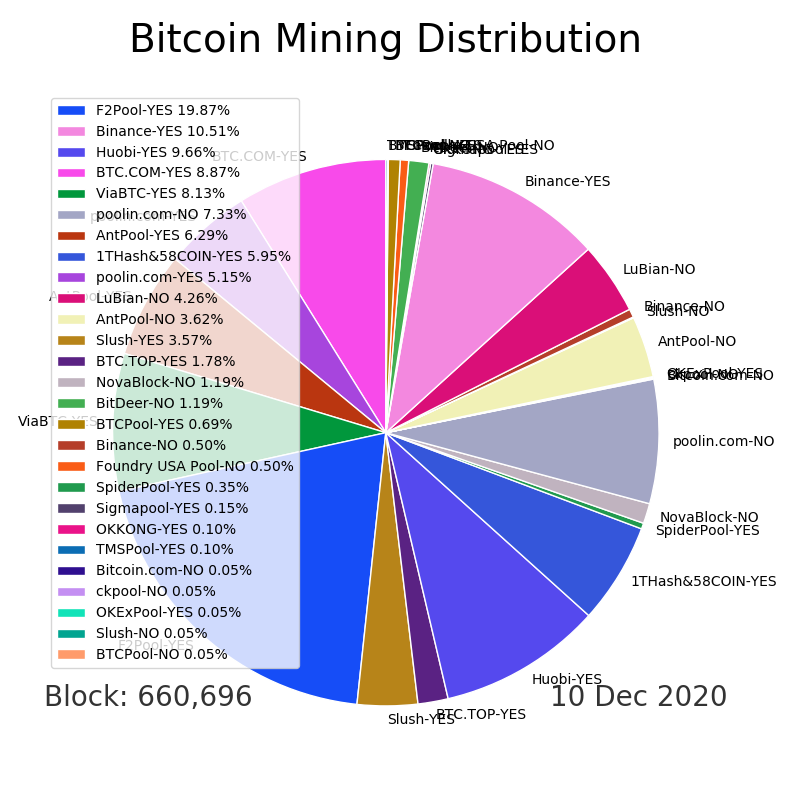 Bitcoin Mining Distribution
F2Pool-YES 19.87%
Binance-YES 10.51%
Huobi-YES 9.66%
BTC.COM-YES 8.87%
ViaBTC-YES 8.13%
poolin.com-NO 7.33%
AntPool-YES 6.29%
1THash&58COIN-YES 5.95%
poolin.com-YES 5.15%
LuBian-NO 4.26%
AntPool-NO 3.62%
Slush-YES 3.57%
BTC.TOP-YES 1.78%
NovaBlock-NO 1.19%
BitDeer-NO 1.19%
BTCPool-YES 0.69%
Binance-NO 0.50%
Foundry USA Pool-NO 0.50%
SpiderPool-YES 0.35%
Sigmapool-YES 0.15%
OKKONG-YES 0.10%
TMSPool-YES 0.10%
Bitcoin.com-NO 0.05%
ckpool-NO 0.05%
OKExPool-YES 0.05%
Slush-NO 0.05%
BTCPool-NO 0.05%
BTC.COM-YES
poolin.com-YES
AntPool-YES
ViaBTC-YES
F2Pool-YES
Binance-YES
LuBian-NO
Binance-NO
Slush-NO
AntPool-NO
poolin.com-NO
NovaBlock-NO
SpiderPool-YES
1THash&58COIN-YES
Huobi-YES
BTC.TOP-YES
Slush-YES
Block: 660,696
10 Dec 2020